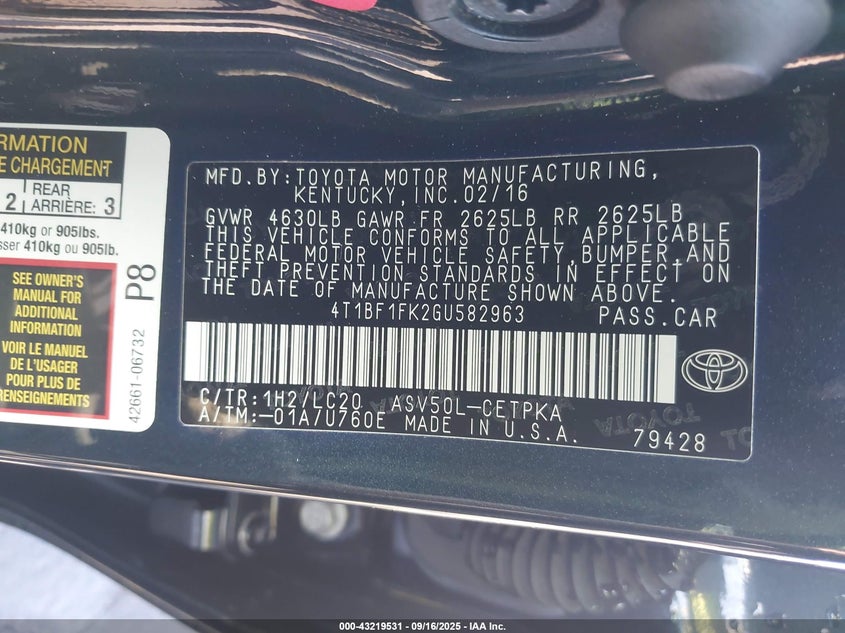 RMATION
E CHARGEMENT
2 REAR ARRIÈRE: 3
410kg or 905lbs.
sser 410kg ou 905lb.
SEE OWNER'S
MANUAL FOR
ADDITIONAL
INFORMATION
VOIR LE MANUEL
DE L'USAGER
POUR PLUS DE
RENSEIGNEMENTS
P8
42661-06732
MFD.BY:TOYOTA MOTOR MANUFACTURING,
KENTUCKY,INC.02/16
GVWR 4630LB GAWR FR 2625LB RR 2625LB
THIS VEHICLE CONFORMS TO ALL APPLICABLE
FEDERAL MOTOR VEHICLE SAFETY,BUMPER,AND
THEFT PREVENTION STANDARDS IN EFFECT ON
THE DATE OF MANUFACTURE SHOWN ABOVE.
4T1BF1FK2GU582963 PASS.CAR
C/TR:1H2/LC20 ASV50L-CETPKA
A/TM:-01A/U760E MADE IN U.S.A.
79428
TOYOTA
000-43219531 - 09/16/2025 - IAA Inc.